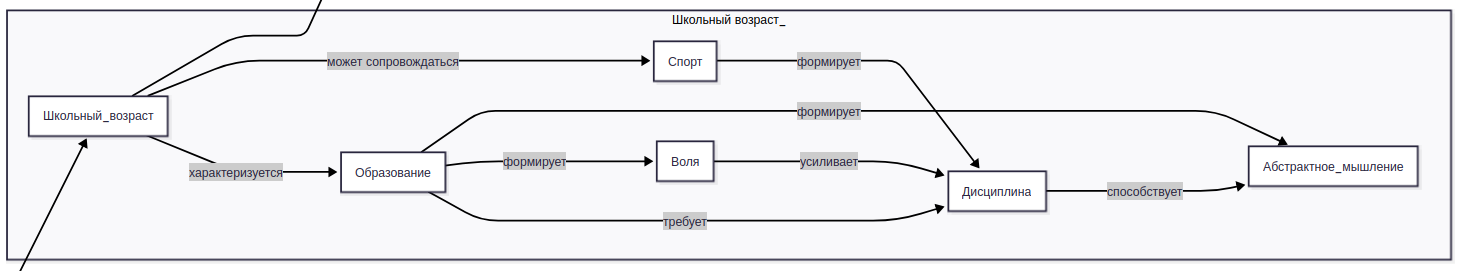 Школьный возраст_
может сопровождаться
Спорт
формирует
Школьный_возраст
формирует
характеризуется
Образование
формирует
Воля
усиливает
Дисциплина
Абстрактное_мышление
требует
способствует